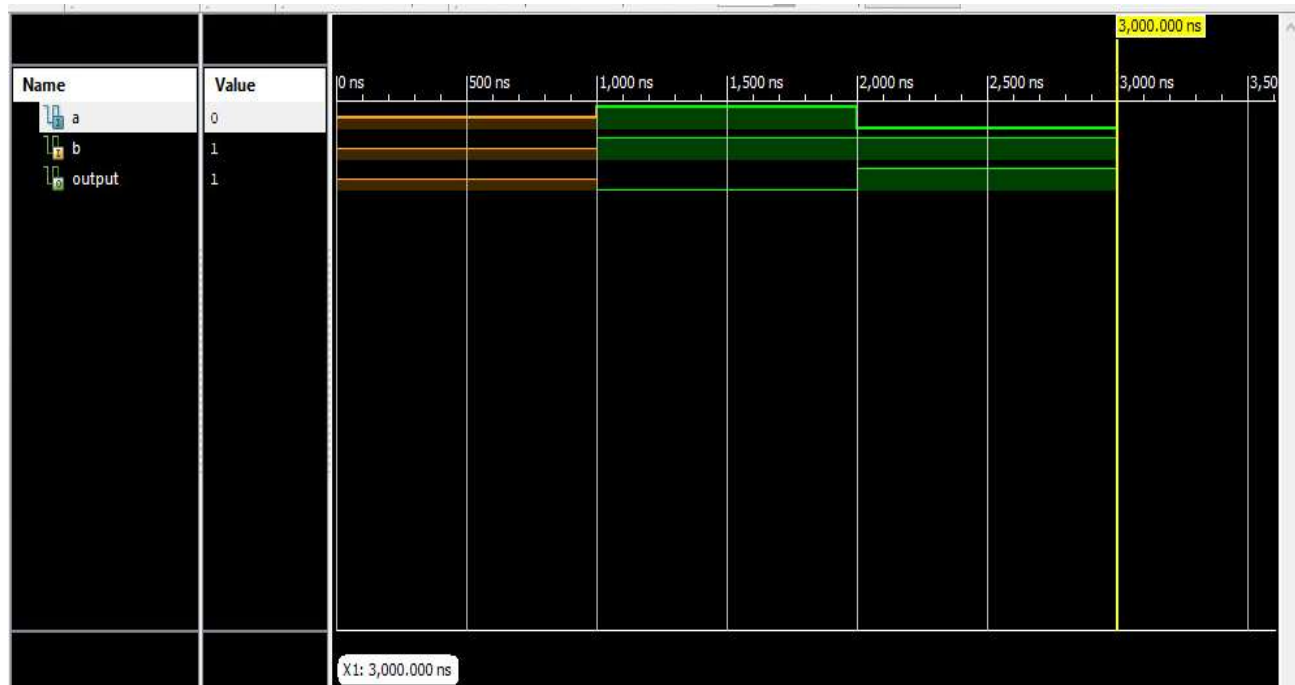 3,000.000 ns
Name Value
0 ns 500 ns 1,000 ns 1,500 ns 2,000 ns 2,500 ns 3,000 ns 3,50
a 0
b 1
output 1
X1: 3,000.000 ns